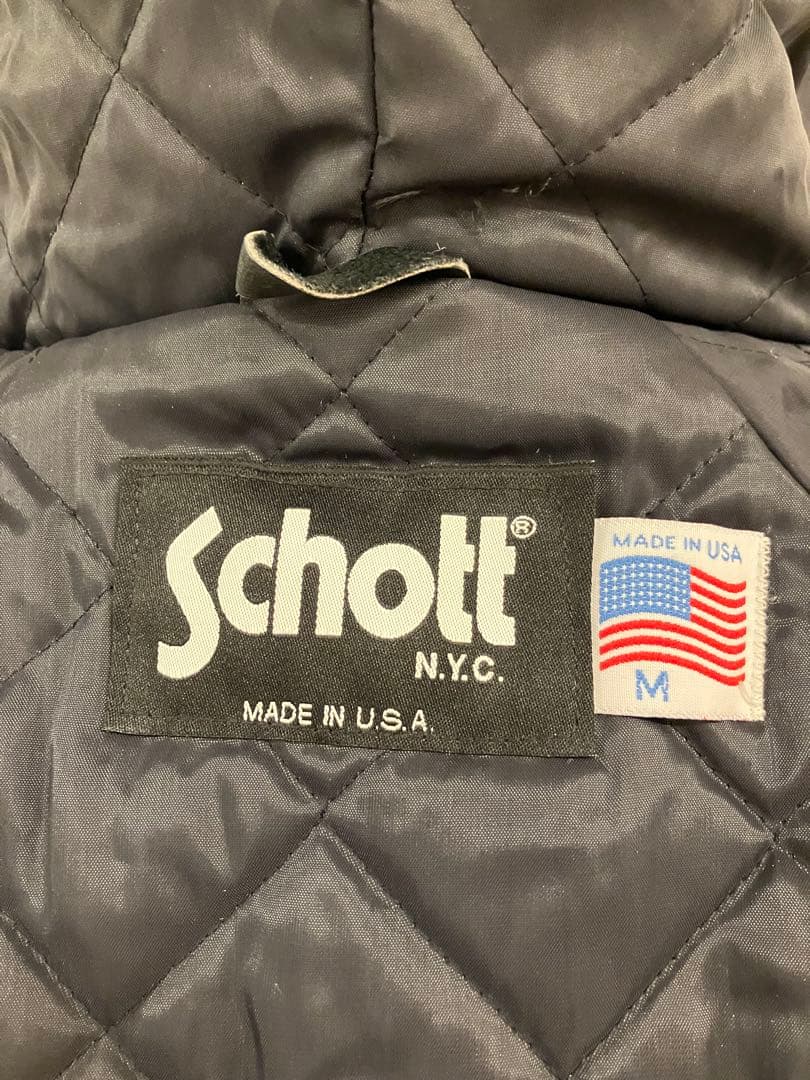 Schott®
N.Y.C.
MADE IN U.S.A.
MADE IN USA
M